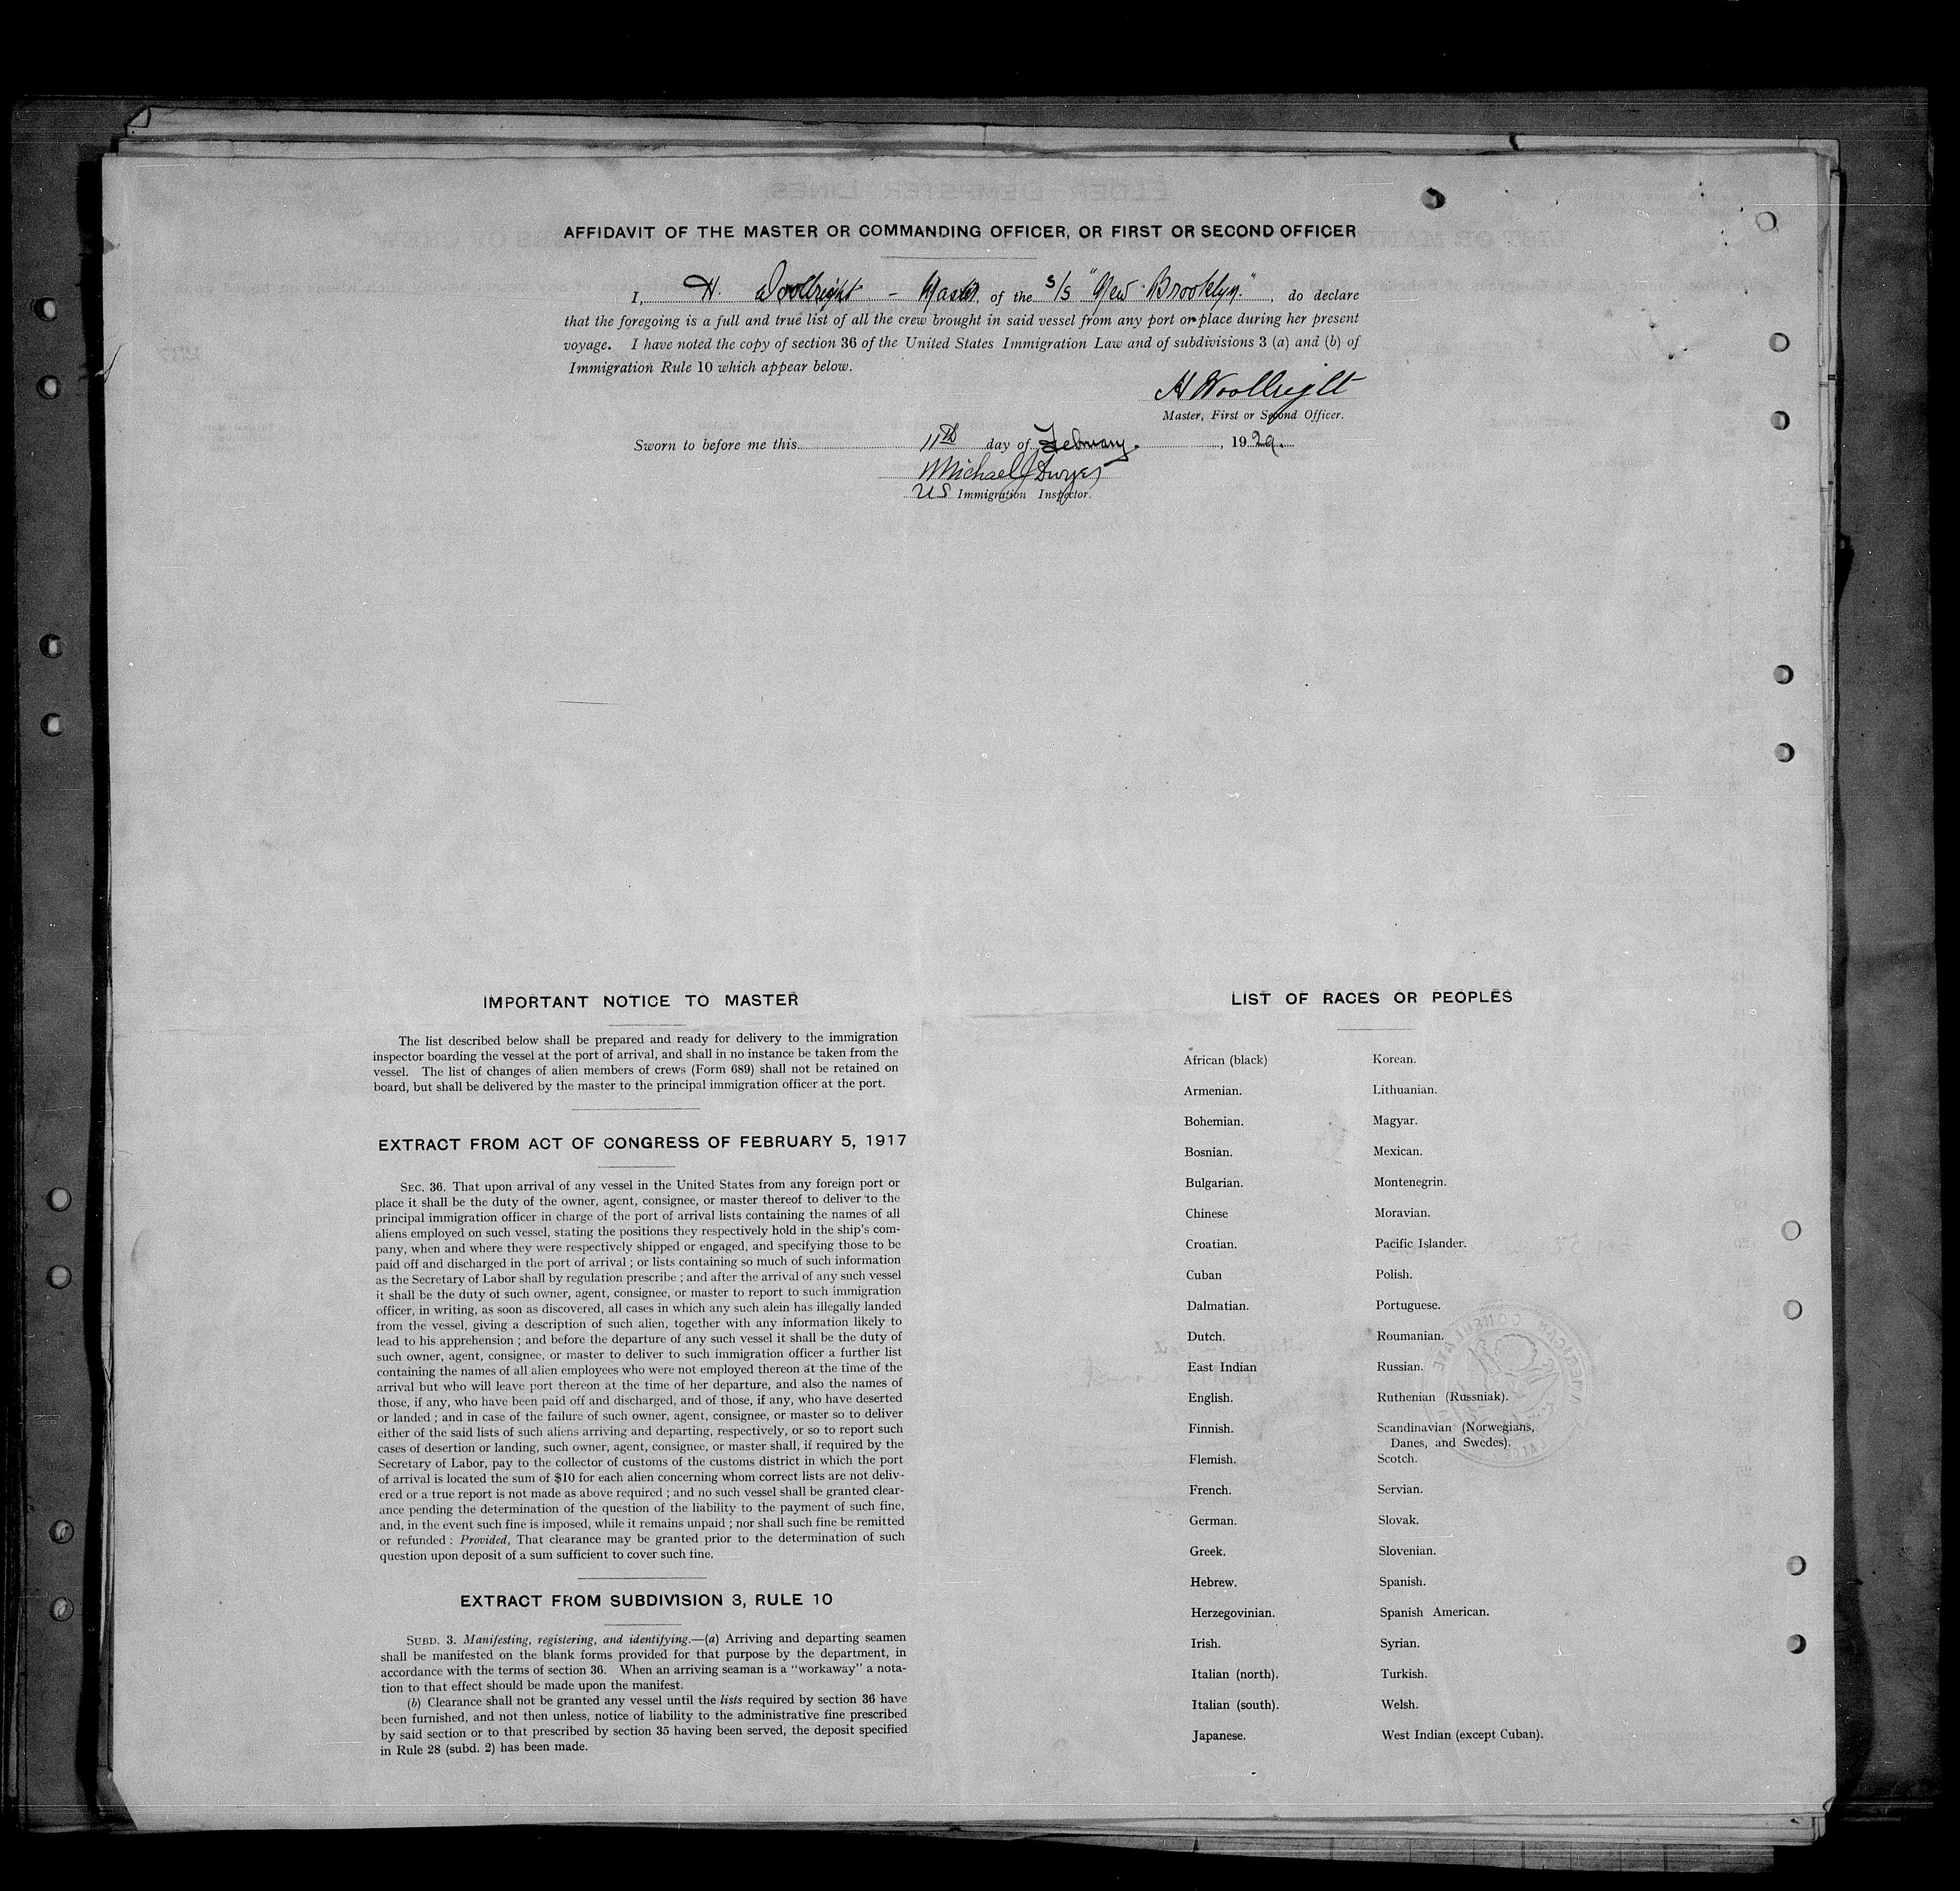 ELDER DEMPSTER LINES.
AFFIDAVIT OF THE MASTER OR COMMANDING OFFICER, OR FIRST OR SECOND OFFICER
I, H. Woollright - Master of the S/S "New Brooklyn." , do declare
that the foregoing is a full and true list of all the crew brought in said vessel from any port or place during her present
voyage. I have noted the copy of section 36 of the United States Immigration Law and of subdivisions 3 (a) and (b) of
Immigration Rule 10 which appear below.
H Woollright
Master, First or Second Officer.
Sworn to before me this 11th day of February. , 1929.
Michael J Dwyer
US Immigration Inspector.
IMPORTANT NOTICE TO MASTER
The list described below shall be prepared and ready for delivery to the immigration
inspector boarding the vessel at the port of arrival, and shall in no instance be taken from the
vessel. The list of changes of alien members of crews (Form 689) shall not be retained on
board, but shall be delivered by the master to the principal immigration officer at the port.
EXTRACT FROM ACT OF CONGRESS OF FEBRUARY 5, 1917
SEC. 36. That upon arrival of any vessel in the United States from any foreign port or
place it shall be the duty of the owner, agent, consignee, or master thereof to deliver to the
principal immigration officer in charge of the port of arrival lists containing the names of all
aliens employed on such vessel, stating the positions they respectively hold in the ship's com-
pany, when and where they were respectively shipped or engaged, and specifying those to be
paid off and discharged in the port of arrival ; or lists containing so much of such information
as the Secretary of Labor shall by regulation prescribe ; and after the arrival of any such vessel
it shall be the duty of such owner, agent, consignee, or master to report to such immigration
officer, in writing, as soon as discovered, all cases in which any such alein has illegally landed
from the vessel, giving a description of such alien, together with any information likely to
lead to his apprehension ; and before the departure of any such vessel it shall be the duty of
such owner, agent, consignee, or master to deliver to such immigration officer a further list
containing the names of all alien employees who were not employed thereon at the time of the
arrival but who will leave port thereon at the time of her departure, and also the names of
those, if any, who have been paid off and discharged, and of those, if any, who have deserted
or landed ; and in case of the failure of such owner, agent, consignee, or master so to deliver
either of the said lists of such aliens arriving and departing, respectively, or so to report such
cases of desertion or landing, such owner, agent, consignee, or master shall, if required by the
Secretary of Labor, pay to the collector of customs of the customs district in which the port
of arrival is located the sum of $10 for each alien concerning whom correct lists are not deliv-
ered or a true report is not made as above required ; and no such vessel shall be granted clear-
ance pending the determination of the question of the liability to the payment of such fine,
and, in the event such fine is imposed, while it remains unpaid ; nor shall such fine be remitted
or refunded : Provided, That clearance may be granted prior to the determination of such
question upon deposit of a sum sufficient to cover such fine.
EXTRACT FROM SUBDIVISION 3, RULE 10
SUBD. 3. Manifesting, registering, and identifying.—(a) Arriving and departing seamen
shall be manifested on the blank forms provided for that purpose by the department, in
accordance with the terms of section 36. When an arriving seaman is a "workaway" a nota-
tion to that effect should be made upon the manifest.
(b) Clearance shall not be granted any vessel until the lists required by section 36 have
been furnished, and not then unless, notice of liability to the administrative fine prescribed
by said section or to that prescribed by section 35 having been served, the deposit specified
in Rule 28 (subd. 2) has been made.
LIST OF RACES OR PEOPLES
African (black)
Armenian.
Bohemian.
Bosnian.
Bulgarian.
Chinese
Croatian.
Cuban
Dalmatian.
Dutch.
East Indian
English.
Finnish.
Flemish.
French.
German.
Greek.
Hebrew.
Herzegovinian.
Irish.
Italian (north).
Italian (south).
Japanese.
Korean.
Lithuanian.
Magyar.
Mexican.
Montenegrin.
Moravian.
Pacific Islander.
Polish.
Portuguese.
Roumanian.
Russian.
Ruthenian (Russniak).
Scandinavian (Norwegians,
Danes, and Swedes).
Scotch.
Servian.
Slovak.
Slovenian.
Spanish.
Spanish American.
Syrian.
Turkish.
Welsh.
West Indian (except Cuban).